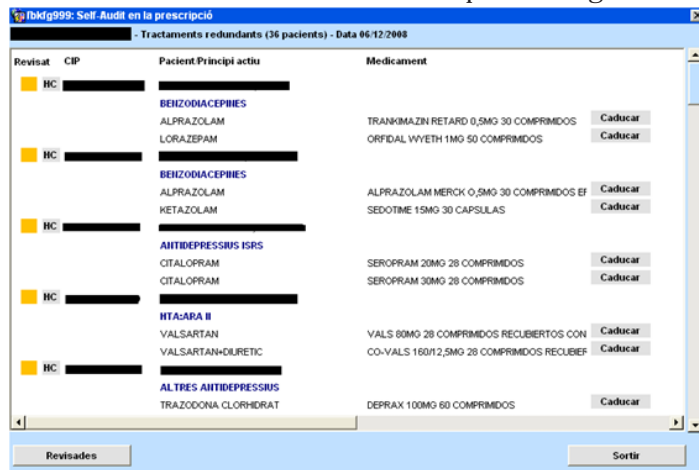 fbkfg999: Self-Audit en la prescripció
- Tractaments redundants (36 pacients) - Data 06/12/2008
Revisat CIP Pacient/Principi actiu Medicament
HC
BENZODIACEPINES
ALPRAZOLAM TRANKIMAZIN RETARD 0,5MG 30 COMPRIMIDOS Caducar
LORAZEPAM ORFIDAL WYETH 1MG 50 COMPRIMIDOS Caducar
HC
BENZODIACEPINES
ALPRAZOLAM ALPRAZOLAM MERCK O,5MG 30 COMPRIMIDOS EF Caducar
KETAZOLAM SEDOTIME 15MG 30 CAPSULAS Caducar
HC
ANTIDEPRESSIUS ISRS
CITALOPRAM SEROPRAM 20MG 28 COMPRIMIDOS Caducar
CITALOPRAM SEROPRAM 30MG 28 COMPRIMIDOS Caducar
HC
HTA:ARA II
VALSARTAN VALS 80MG 28 COMPRIMIDOS RECUBIERTOS CON Caducar
VALSARTAN+DIURETIC CO-VALS 160/12,5MG 28 COMPRIMIDOS RECUBIER Caducar
HC
ALTRES ANTIDEPRESSIUS
TRAZODONA CLORHIDRAT DEPRAX 100MG 60 COMPRIMIDOS Caducar
Revisades Sortir